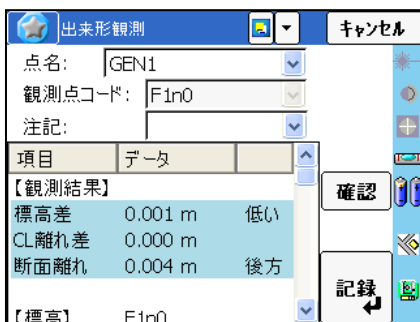 出来形観測
キャンセル
点名: GEN1
観測点コード: F1n0
注記:
項目 データ
【観測結果】
標高差 0.001 m 低い
CL離れ差 0.000 m
断面離れ 0.004 m 後方
【標高】 F1n0
確認
記録